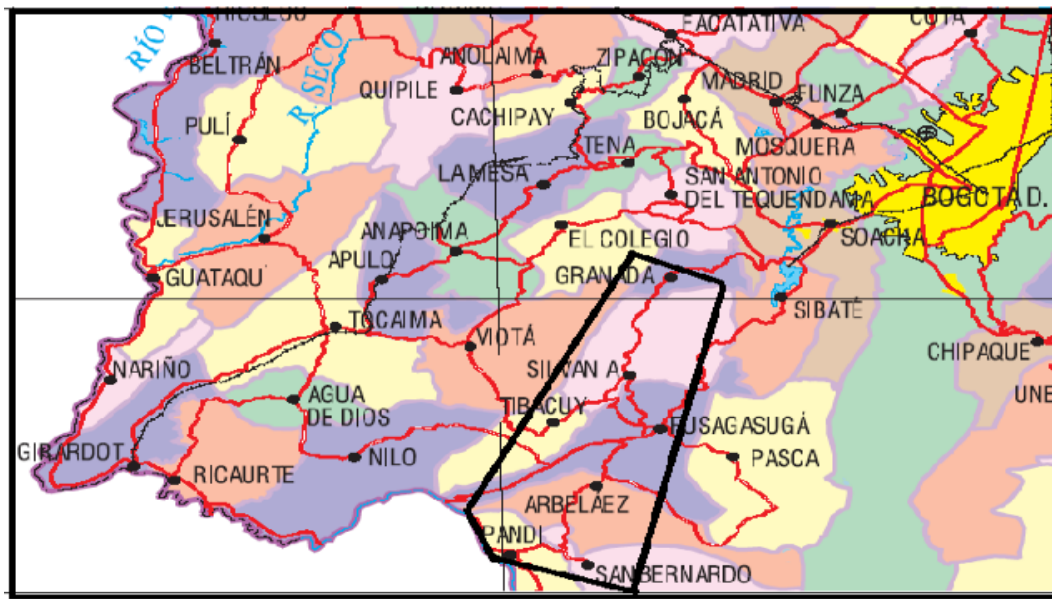 FACATATIVA
COTA
BELTRÁN
RÍO
R. SECO
ANOLAIMA
ZIPACÓN
QUIPILE
MADRID
FUNZA
CACHIPAY
BOJACÁ
PULÍ
MOSQUERA
TENA
LA MESA
SAN ANTONIO
DEL TEQUENDAMA
BOGOTÁ D.
JERUSALÉN
ANAPOIMA
EL COLEGIO
SOACHA
GUATAQUÍ
APULO
GRANADA
SIBATÉ
TOCAIMA
VIOTÁ
CHIPAQUE
NARIÑO
SILVANIA
UNE
AGUA
DE DIOS
TIBACUY
FUSAGASUGÁ
GIRARDOT
RICAURTE
NILO
PASCA
ARBELÁEZ
PANDI
SAN BERNARDO